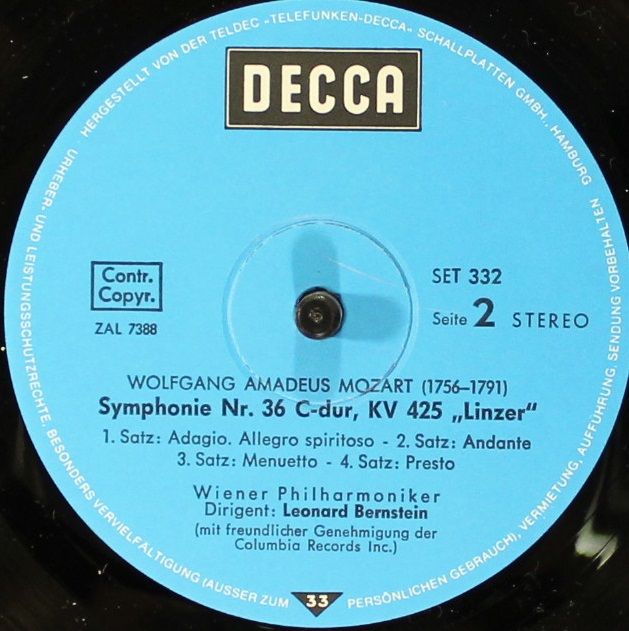 HERGESTELLT VON DER TELDEC „TELEFUNKEN-DECCA„ SCHALLPLATTEN GMBH., HAMBURG
URHEBER- UND LEISTUNGSSCHUTZRECHTE, BESONDERS VERVIELFÄLTIGUNG (AUSSER ZUM PERSÖNLICHEN GEBRAUCH), VERMIETUNG, AUFFÜHRUNG, SENDUNG VORBEHALTEN
DECCA
Contr.
Copyr.
ZAL 7388
SET 332
Seite 2 STEREO
WOLFGANG AMADEUS MOZART (1756–1791)
Symphonie Nr. 36 C-dur, KV 425 „Linzer“
1. Satz: Adagio. Allegro spiritoso - 2. Satz: Andante
3. Satz: Menuetto - 4. Satz: Presto
Wiener Philharmoniker
Dirigent: Leonard Bernstein
(mit freundlicher Genehmigung der
Columbia Records Inc.)
33